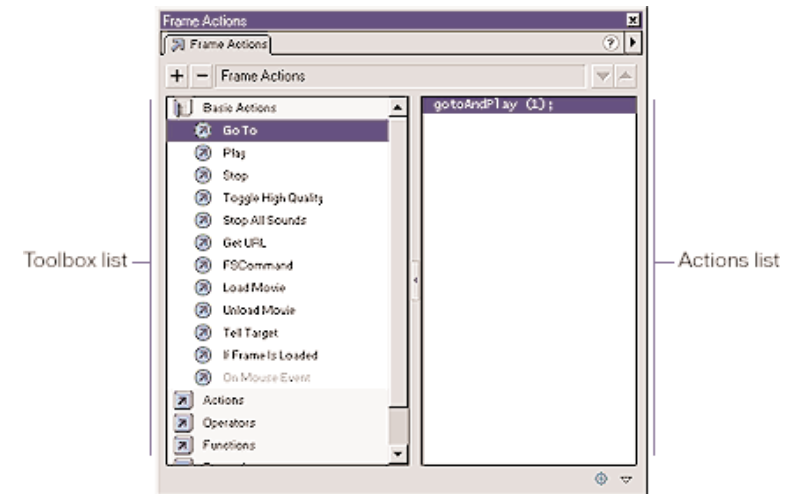 Frame Actions
Frame Actions
?
+ − Frame Actions
Basic Actions
gotoAndPlay (1);
Go To
Play
Stop
Toggle High Quality
Stop All Sounds
Get URL
FSCommand
Load Movie
Unload Movie
Tell Target
If Frame Is Loaded
On Mouse Event
Actions
Operators
Functions
Toolbox list
Actions list